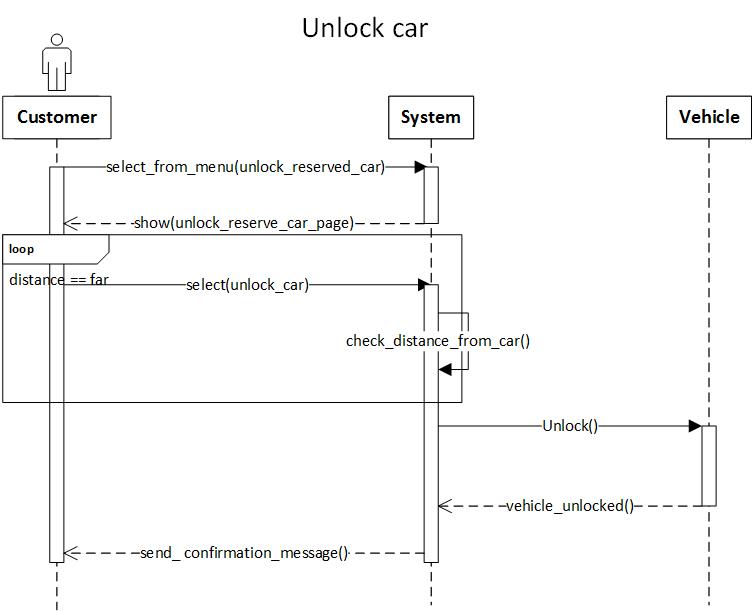 Unlock car
Customer
System
Vehicle
select_from_menu(unlock_reserved_car)
show(unlock_reserve_car_page)
loop
distance == far
select(unlock_car)
check_distance_from_car()
Unlock()
vehicle_unlocked()
send_ confirmation_message()